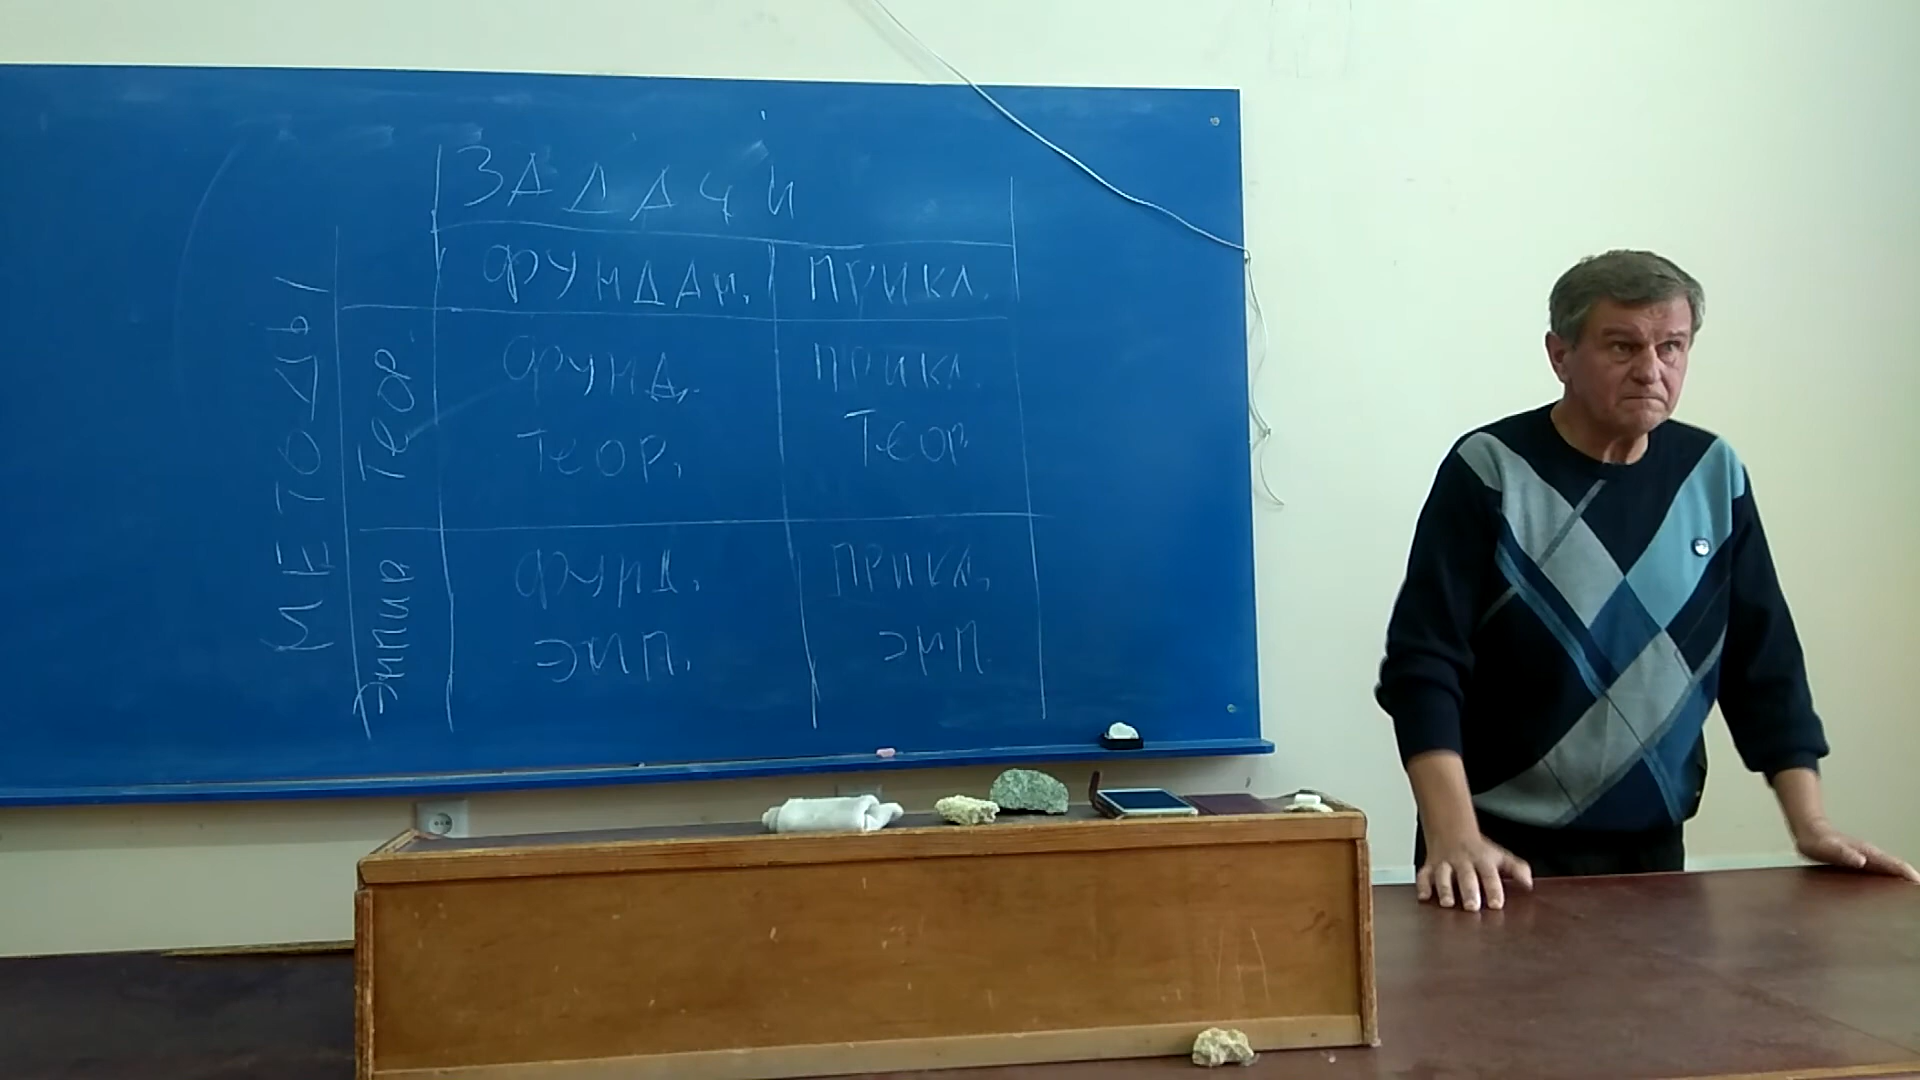 ЗАДАЧИ
ФУНДАМ. ПРИКЛ.
МЕТОДЫ
ТЕОР.
ФУНД. ПРИКЛ.
ТЕОР. ТЕОР
ЭМПИР
ФУНД. ПРИКЛ.
ЭМП. ЭМП.